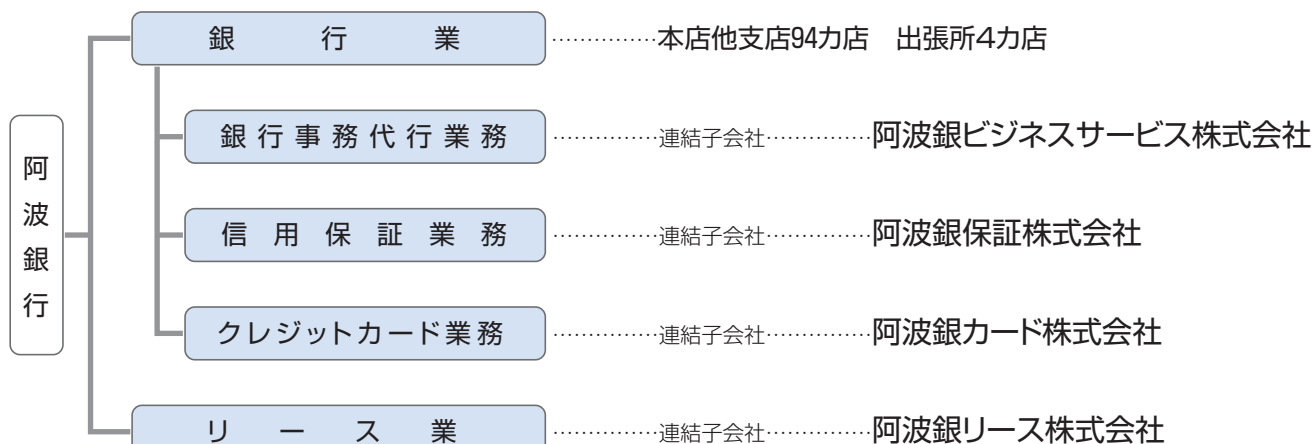 阿波銀行
銀行業……………本店他支店94カ店 出張所4カ店
銀行事務代行業務……………連結子会社……………阿波銀ビジネスサービス株式会社
信用保証業務……………連結子会社……………阿波銀保証株式会社
クレジットカード業務……………連結子会社……………阿波銀カード株式会社
リース業……………連結子会社……………阿波銀リース株式会社